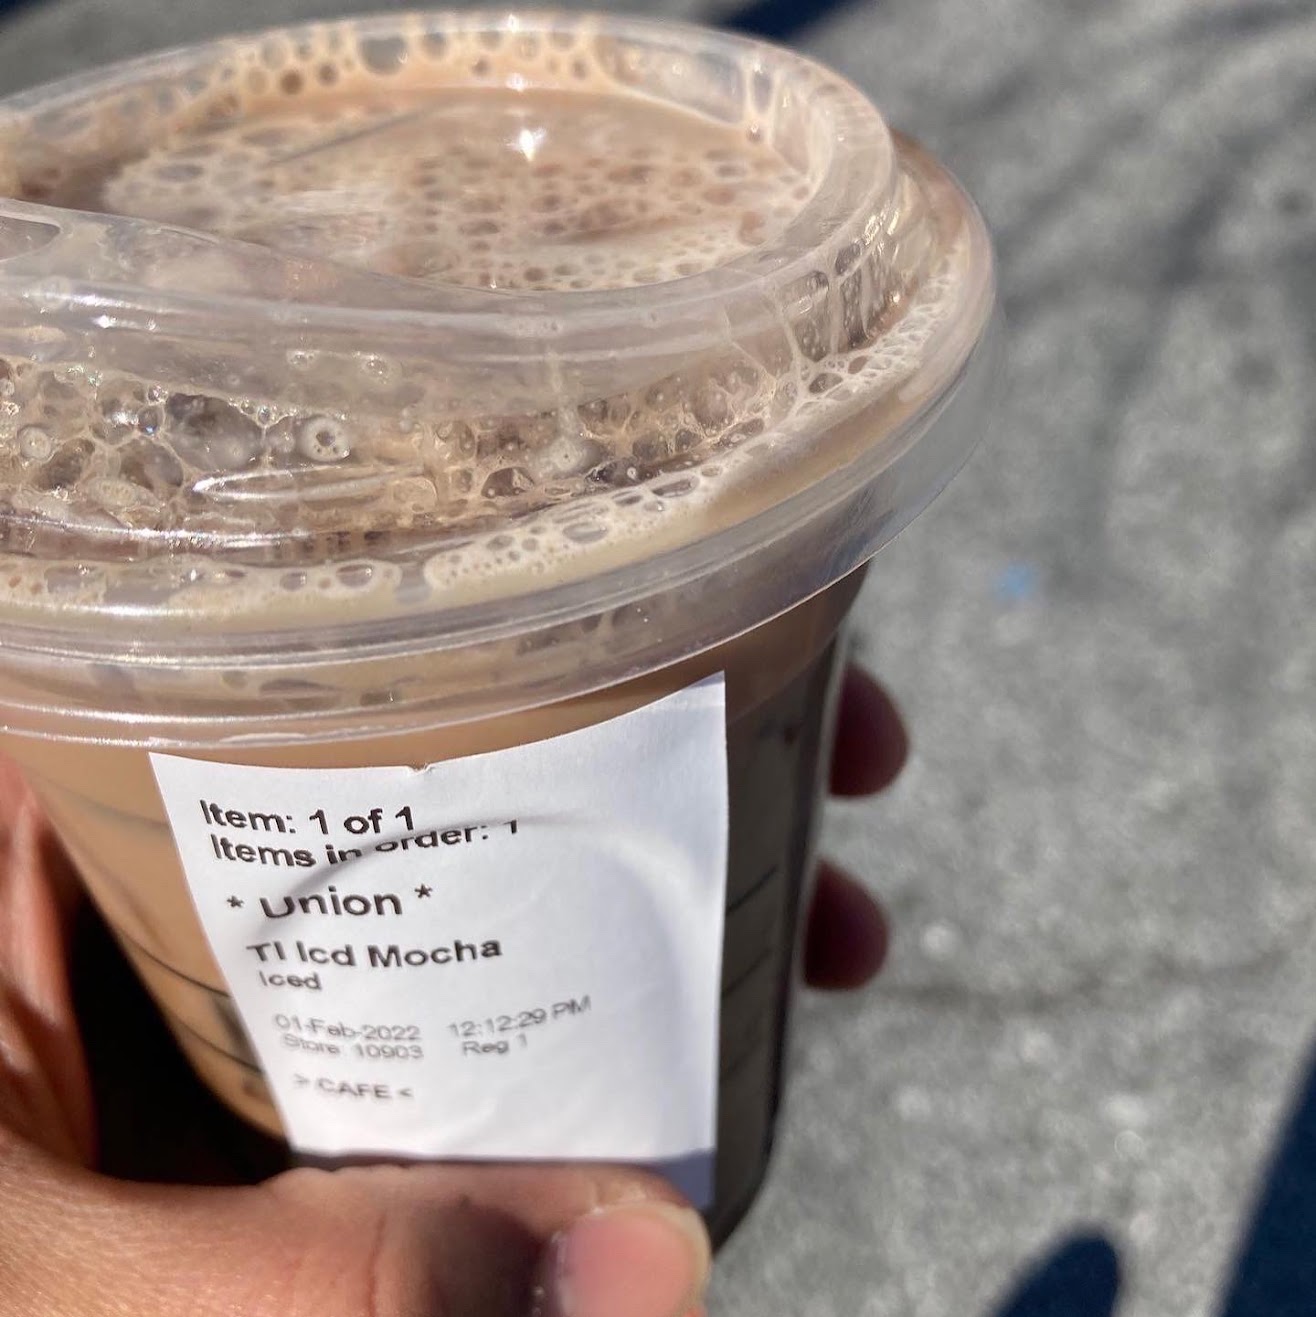 Item: 1 of 1
Items in order: 1
* Union *
Tl Icd Mocha
Iced
01-Feb-2022 12:12:29 PM
Store 10903 Reg 1
> CAFE <